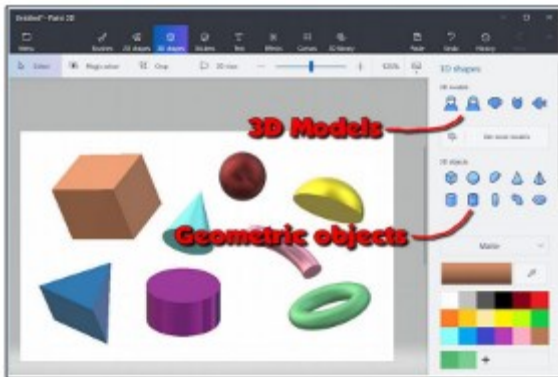 Untitled* - Paint 3D
Menu
Brushes 2D shapes 3D shapes Stickers Text Effects Canvas 3D library Paste Undo History
Select Magic select Crop 3D view
3D shapes
3D models
3D Models
Get more models
3D objects
Geometric objects
Matte